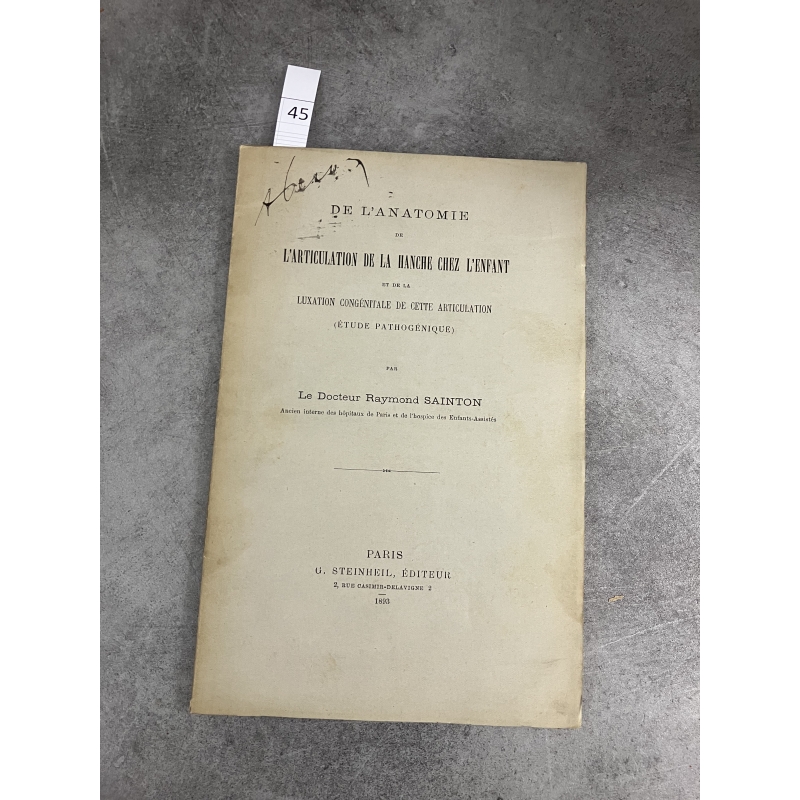 45
DE L'ANATOMIE
DE
L'ARTICULATION DE LA HANCHE CHEZ L'ENFANT
ET DE LA
LUXATION CONGÉNITALE DE CETTE ARTICULATION
(ÉTUDE PATHOGÉNIQUE)
PAR
Le Docteur Raymond SAINTON
Ancien interne des hôpitaux de Paris et de l'hospice des Enfants-Assistés
PARIS
G. STEINHEIL, ÉDITEUR
2, RUE CASIMIR-DELAVIGNE 2
1893